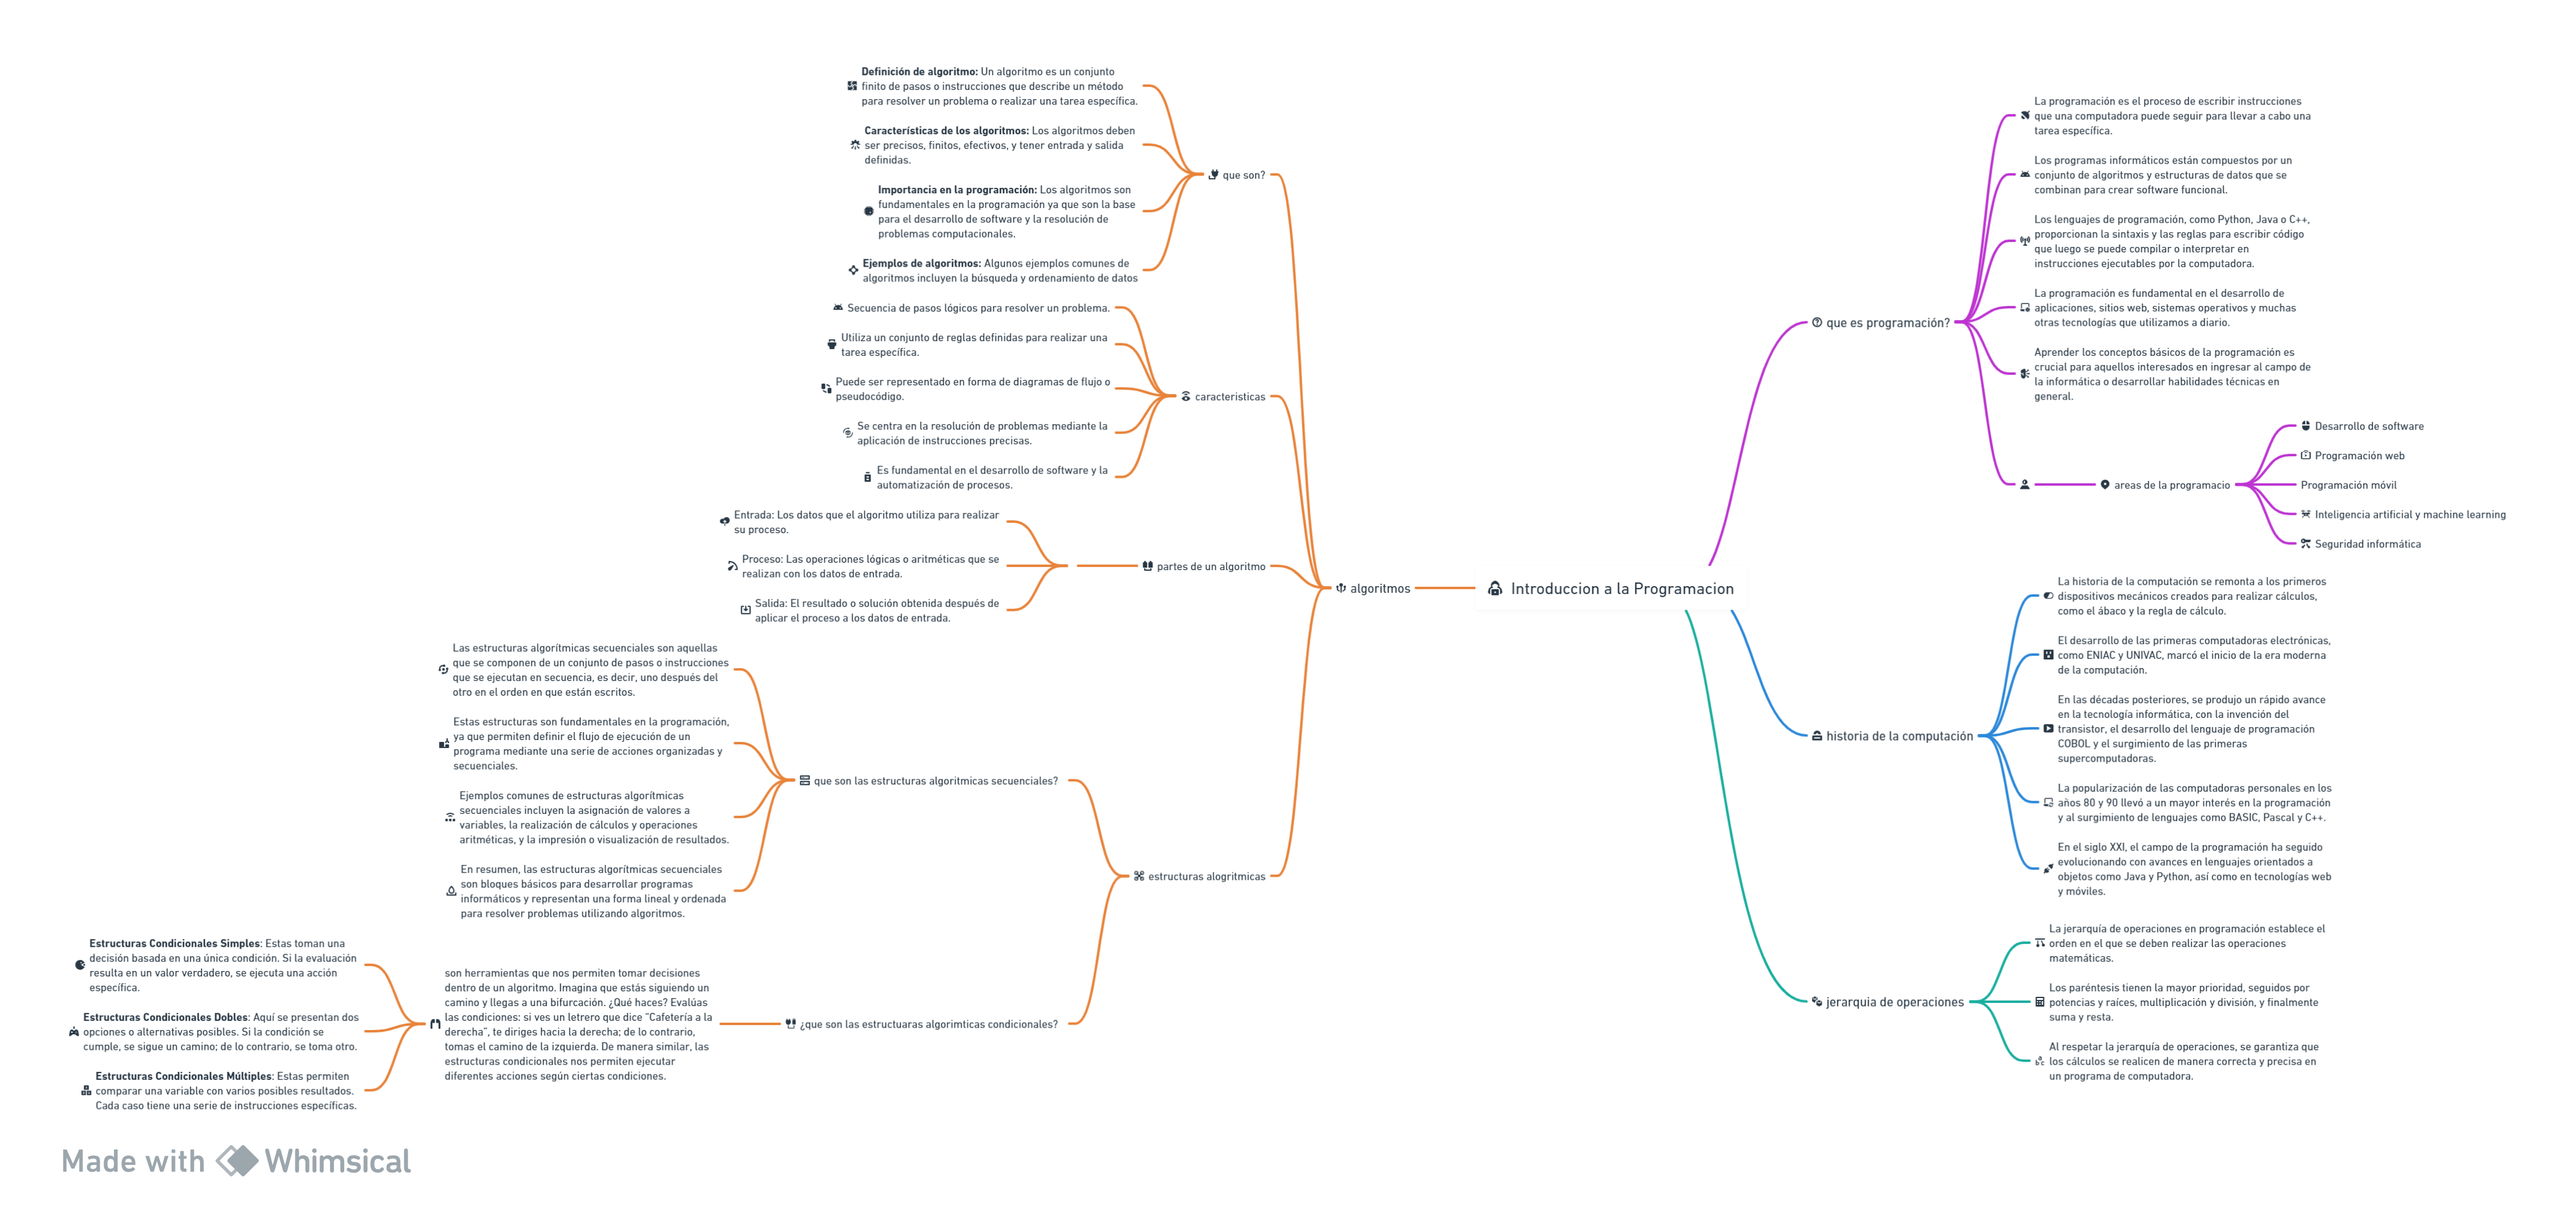 Introduccion a la Programacion
que es programación?
La programación es el proceso de escribir instrucciones
que una computadora puede seguir para llevar a cabo una
tarea específica.
Los programas informáticos están compuestos por un
conjunto de algoritmos y estructuras de datos que se
combinan para crear software funcional.
Los lenguajes de programación, como Python, Java o C++,
proporcionan la sintaxis y las reglas para escribir código
que luego se puede compilar o interpretar en
instrucciones ejecutables por la computadora.
La programación es fundamental en el desarrollo de
aplicaciones, sitios web, sistemas operativos y muchas
otras tecnologías que utilizamos a diario.
Aprender los conceptos básicos de la programación es
crucial para aquellos interesados en ingresar al campo de
la informática o desarrollar habilidades técnicas en
general.
areas de la programacio
Desarrollo de software
Programación web
Programación móvil
Inteligencia artificial y machine learning
Seguridad informática
historia de la computación
La historia de la computación se remonta a los primeros
dispositivos mecánicos creados para realizar cálculos,
como el ábaco y la regla de cálculo.
El desarrollo de las primeras computadoras electrónicas,
como ENIAC y UNIVAC, marcó el inicio de la era moderna
de la computación.
En las décadas posteriores, se produjo un rápido avance
en la tecnología informática, con la invención del
transistor, el desarrollo del lenguaje de programación
COBOL y el surgimiento de las primeras
supercomputadoras.
La popularización de las computadoras personales en los
años 80 y 90 llevó a un mayor interés en la programación
y al surgimiento de lenguajes como BASIC, Pascal y C++.
En el siglo XXI, el campo de la programación ha seguido
evolucionando con avances en lenguajes orientados a
objetos como Java y Python, así como en tecnologías web
y móviles.
jerarquia de operaciones
La jerarquía de operaciones en programación establece el
orden en el que se deben realizar las operaciones
matemáticas.
Los paréntesis tienen la mayor prioridad, seguidos por
potencias y raíces, multiplicación y división, y finalmente
suma y resta.
Al respetar la jerarquía de operaciones, se garantiza que
los cálculos se realicen de manera correcta y precisa en
un programa de computadora.
algoritmos
que son?
Definición de algoritmo: Un algoritmo es un conjunto
finito de pasos o instrucciones que describe un método
para resolver un problema o realizar una tarea específica.
Características de los algoritmos: Los algoritmos deben
ser precisos, finitos, efectivos, y tener entrada y salida
definidas.
Importancia en la programación: Los algoritmos son
fundamentales en la programación ya que son la base
para el desarrollo de software y la resolución de
problemas computacionales.
Ejemplos de algoritmos: Algunos ejemplos comunes de
algoritmos incluyen la búsqueda y ordenamiento de datos
caracteristicas
Secuencia de pasos lógicos para resolver un problema.
Utiliza un conjunto de reglas definidas para realizar una
tarea específica.
Puede ser representado en forma de diagramas de flujo o
pseudocódigo.
Se centra en la resolución de problemas mediante la
aplicación de instrucciones precisas.
Es fundamental en el desarrollo de software y la
automatización de procesos.
partes de un algoritmo
Entrada: Los datos que el algoritmo utiliza para realizar
su proceso.
Proceso: Las operaciones lógicas o aritméticas que se
realizan con los datos de entrada.
Salida: El resultado o solución obtenida después de
aplicar el proceso a los datos de entrada.
estructuras alogritmicas
que son las estructuras algoritmicas secuenciales?
Las estructuras algorítmicas secuenciales son aquellas
que se componen de un conjunto de pasos o instrucciones
que se ejecutan en secuencia, es decir, uno después del
otro en el orden en que están escritos.
Estas estructuras son fundamentales en la programación,
ya que permiten definir el flujo de ejecución de un
programa mediante una serie de acciones organizadas y
secuenciales.
Ejemplos comunes de estructuras algorítmicas
secuenciales incluyen la asignación de valores a
variables, la realización de cálculos y operaciones
aritméticas, y la impresión o visualización de resultados.
En resumen, las estructuras algorítmicas secuenciales
son bloques básicos para desarrollar programas
informáticos y representan una forma lineal y ordenada
para resolver problemas utilizando algoritmos.
¿que son las estructuaras algorimticas condicionales?
son herramientas que nos permiten tomar decisiones
dentro de un algoritmo. Imagina que estás siguiendo un
camino y llegas a una bifurcación. ¿Qué haces? Evalúas
las condiciones: si ves un letrero que dice "Cafetería a la
derecha", te diriges hacia la derecha; de lo contrario,
tomas el camino de la izquierda. De manera similar, las
estructuras condicionales nos permiten ejecutar
diferentes acciones según ciertas condiciones.
Estructuras Condicionales Simples: Estas toman una
decisión basada en una única condición. Si la evaluación
resulta en un valor verdadero, se ejecuta una acción
específica.
Estructuras Condicionales Dobles: Aquí se presentan dos
opciones o alternativas posibles. Si la condición se
cumple, se sigue un camino; de lo contrario, se toma otro.
Estructuras Condicionales Múltiples: Estas permiten
comparar una variable con varios posibles resultados.
Cada caso tiene una serie de instrucciones específicas.
Made with Whimsical